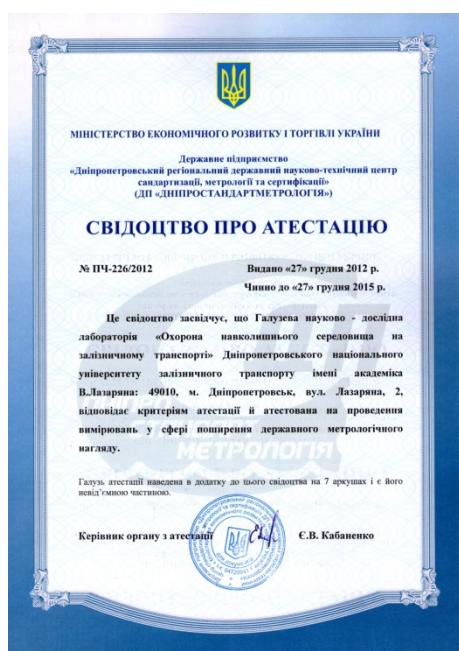 МІНІСТЕРСТВО ЕКОНОМІЧНОГО РОЗВИТКУ І ТОРГІВЛІ УКРАЇНИ
Державне підприємство
«Дніпропетровський регіональний державний науково-технічний центр
сандартизації, метрології та сертифікації»
(ДП «ДНІПРОСТАНДАРТМЕТРОЛОГІЯ»)
СВІДОЦТВО ПРО АТЕСТАЦІЮ
№ ПЧ-226/2012 Видано «27» грудня 2012 р.
Чинно до «27» грудня 2015 р.
Це свідоцтво засвідчує, що Галузева науково - дослідна
лабораторія «Охорона навколишнього середовища на
залізничному транспорті» Дніпропетровського національного
університету залізничного транспорту імені академіка
В.Лазаряна: 49010, м. Дніпропетровськ, вул. Лазаряна, 2,
відповідає критеріям атестації й атестована на проведення
вимірювань у сфері поширення державного метрологічного
нагляду.
МЕТРОЛОГІЯ
Галузь атестації наведена в додатку до цього свідоцтва на 7 аркушах і є його
невід’ємною частиною.
Керівник органу з атестації Є.В. Кабаненко